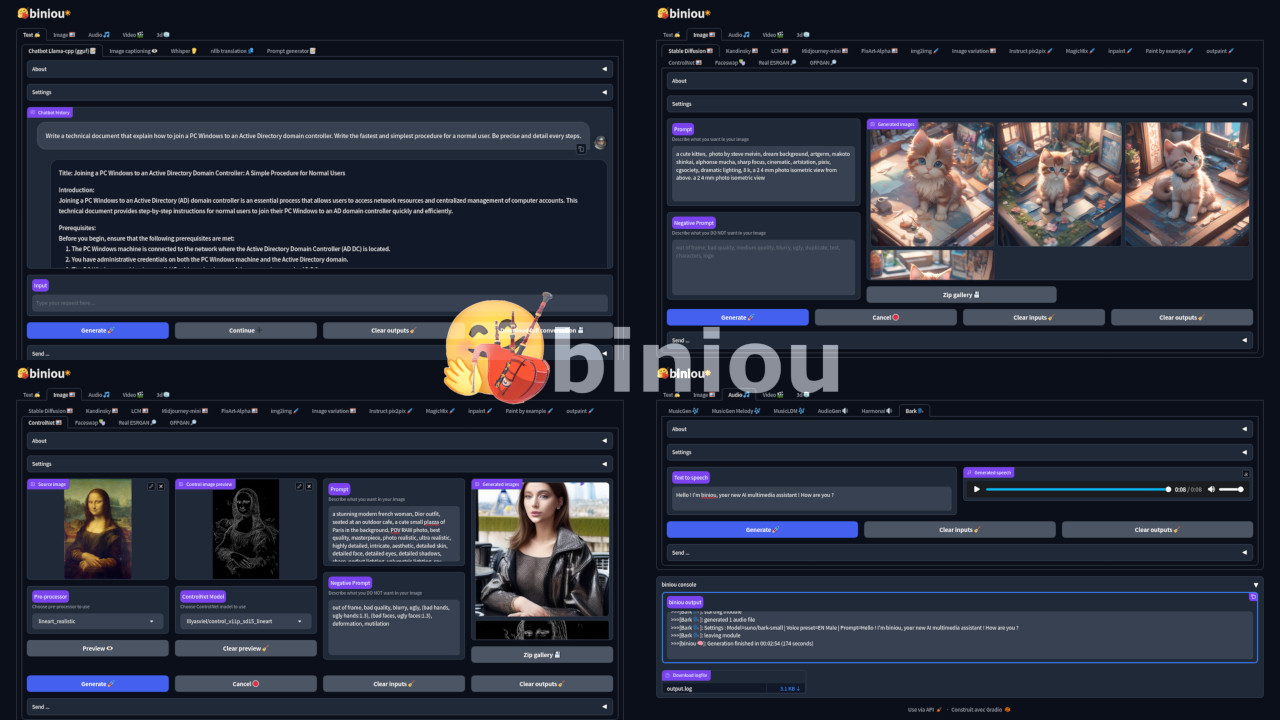 biniou
Text Image Audio Video 3d
Chatbot Llama-cpp (gguf) Image captioning Whisper nllb translation Prompt generator
About
Settings
Chatbot History
Write a technical document that explain how to join a PC Windows to an Active Directory domain controller. Write the fastest and simplest procedure for a normal user. Be precise and detail every steps.
Title: Joining a PC Windows to an Active Directory Domain Controller: A Simple Procedure for Normal Users
Introduction:
Joining a PC Windows to an Active Directory (AD) domain controller is an essential process that allows users to access network resources and centralized management of computer accounts. This
technical document provides step-by-step instructions for normal users to join their PC Windows to an AD domain controller quickly and efficiently.
Prerequisites:
Before you begin, ensure that the following prerequisites are met:
1. The PC Windows machine is connected to the network where the Active Directory Domain Controller (AD DC) is located.
2. You have administrative credentials on both the PC Windows machine and the Active Directory domain.
Input
Type your request here ...
Generate Continue Clear outputs conversation
Send ...
biniou
Text Image Audio Video 3d
Stable Diffusion Kandinsky LCM Midjourney-mini PixArt-Alpha img2img Image variation Instruct pix2pix MagicMix inpaint Paint by example outpaint
ControlNet Faceswap Real ESRGAN GFPGAN
About
Settings
Prompt
Describe what you want in your image
a cute kitten, photo by steve mccvin, dream background, artgerm, makoto
shinkai, alphonse mucha, sharp focus, cinematic, artstation, pixiv,
cgsociety, dramatic lighting, 8 k, a 2 4 mm photo isometric view from
above. a 2 4 mm photo isometric view
Negative Prompt
Describe what you DO NOT want in your image
out of frame, bad quality, medium quality, blurry, ugly, duplicate, text,
characters, logo
Generated images
Zip gallery
Generate Cancel Clear inputs Clear outputs
Send ...
biniou
biniou
Text Image Audio Video 3d
Stable Diffusion Kandinsky LCM Midjourney-mini PixArt-Alpha img2img Image variation Instruct pix2pix MagicMix inpaint Paint by example outpaint
ControlNet Faceswap Real ESRGAN GFPGAN
About
Settings
Source image
Control image preview
Prompt
Describe what you want in your image
a stunning modern french woman, Dior outfit,
seated at an outdoor cafe, a cute small plazza of
Paris in the background, POV RAW photo, best
quality, masterpiece, photo realistic, ultra realistic,
highly detailed, intricate, aesthetic, detailed skin,
detailed face, detailed eyes, detailed shadows,
Generated images
Pre-processor
Choose pre-processor to use
lineart_realistic
ControlNet Model
Choose ControlNet model to use
lllyasviel/control_v11p_sd15_lineart
Negative Prompt
Describe what you DO NOT want in your image
out of frame, bad quality, blurry, ugly, (bad hands,
ugly hands:1.3), (bad faces, ugly faces:1.3),
deformation, mutilation
Preview Clear preview
Zip gallery
Generate Cancel Clear inputs Clear outputs
Send ...
biniou
Text Image Audio Video 3d
MusicGen MusicGen Melody MusicLDM AudioGen Harmonai Bark
About
Settings
Text to speech
Hello ! I'm biniou, your new AI multimedia assistant ! How are you ?
Generated speech
0:08 / 0:08
Generate Clear inputs Clear outputs
Send ...
biniou console
biniou output
>>>[Bark ]: starting module
>>>[Bark ]: generated 1 audio file
>>>[Bark ]: Settings : Model=suno/bark-small | Voice preset=EN Male | Prompt=Hello ! I'm biniou, your new AI multimedia assistant ! How are you ?
>>>[Bark ]: leaving module
>>>[biniou ]: Generation finished in 00:02:54 (174 seconds)
Download logfile
output.log 3.1 KB ↓
Use via API · Construit avec Gradio